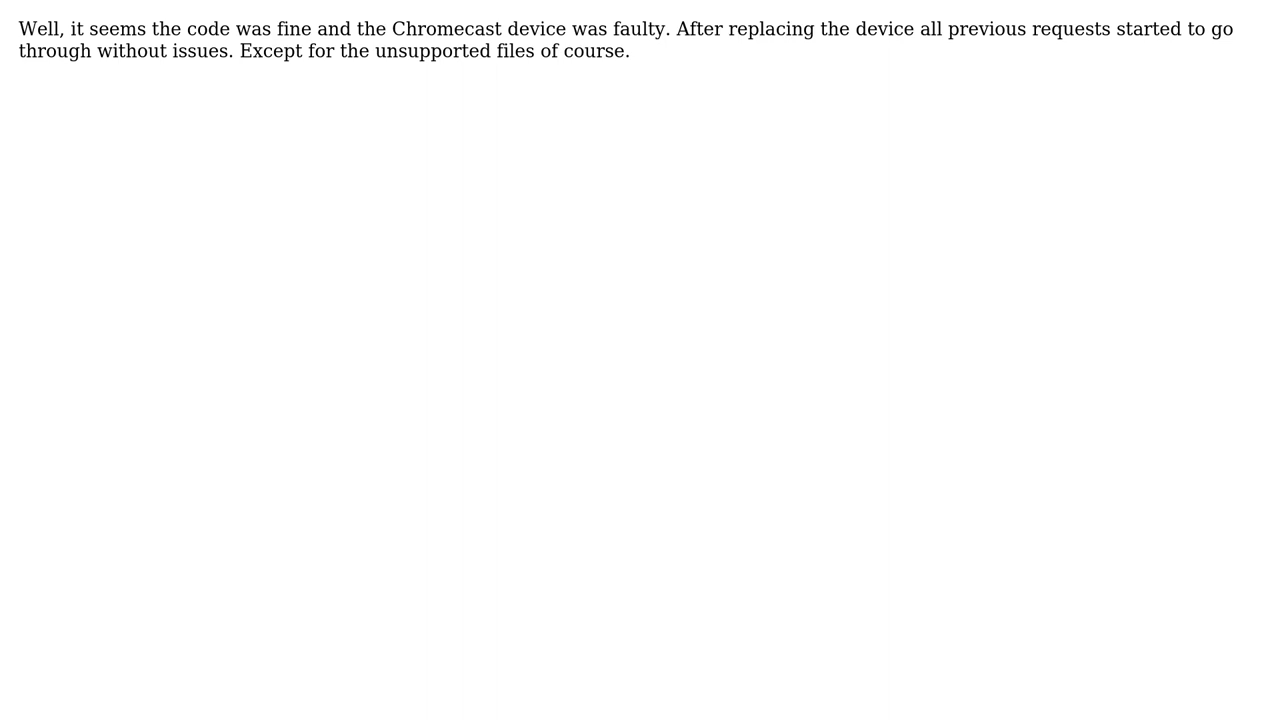 Well, it seems the code was fine and the Chromecast device was faulty. After replacing the device all previous requests started to go
through without issues. Except for the unsupported files of course.